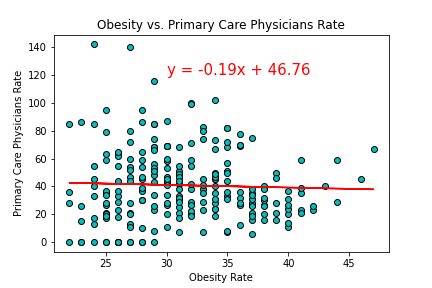 Obesity vs. Primary Care Physicians Rate
y = -0.19x + 46.76
Primary Care Physicians Rate
140
120
100
80
60
40
20
0
25 30 35 40 45
Obesity Rate